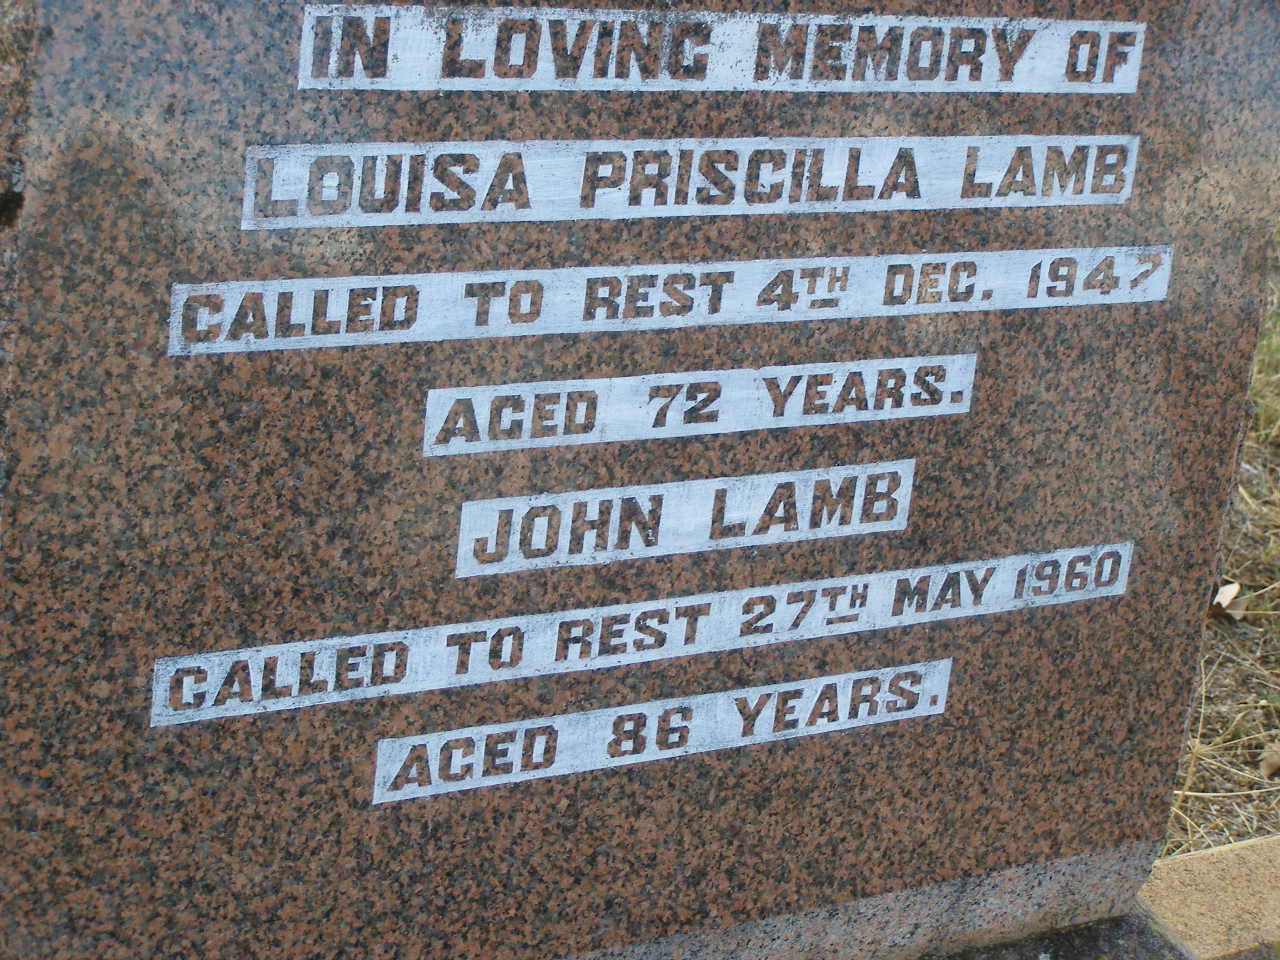 IN LOVING MEMORY OF
LOUISA PRISCILLA LAMB
CALLED TO REST 4TH DEC. 1947
AGED 72 YEARS.
JOHN LAMB
CALLED TO REST 27TH MAY 1960
AGED 86 YEARS.